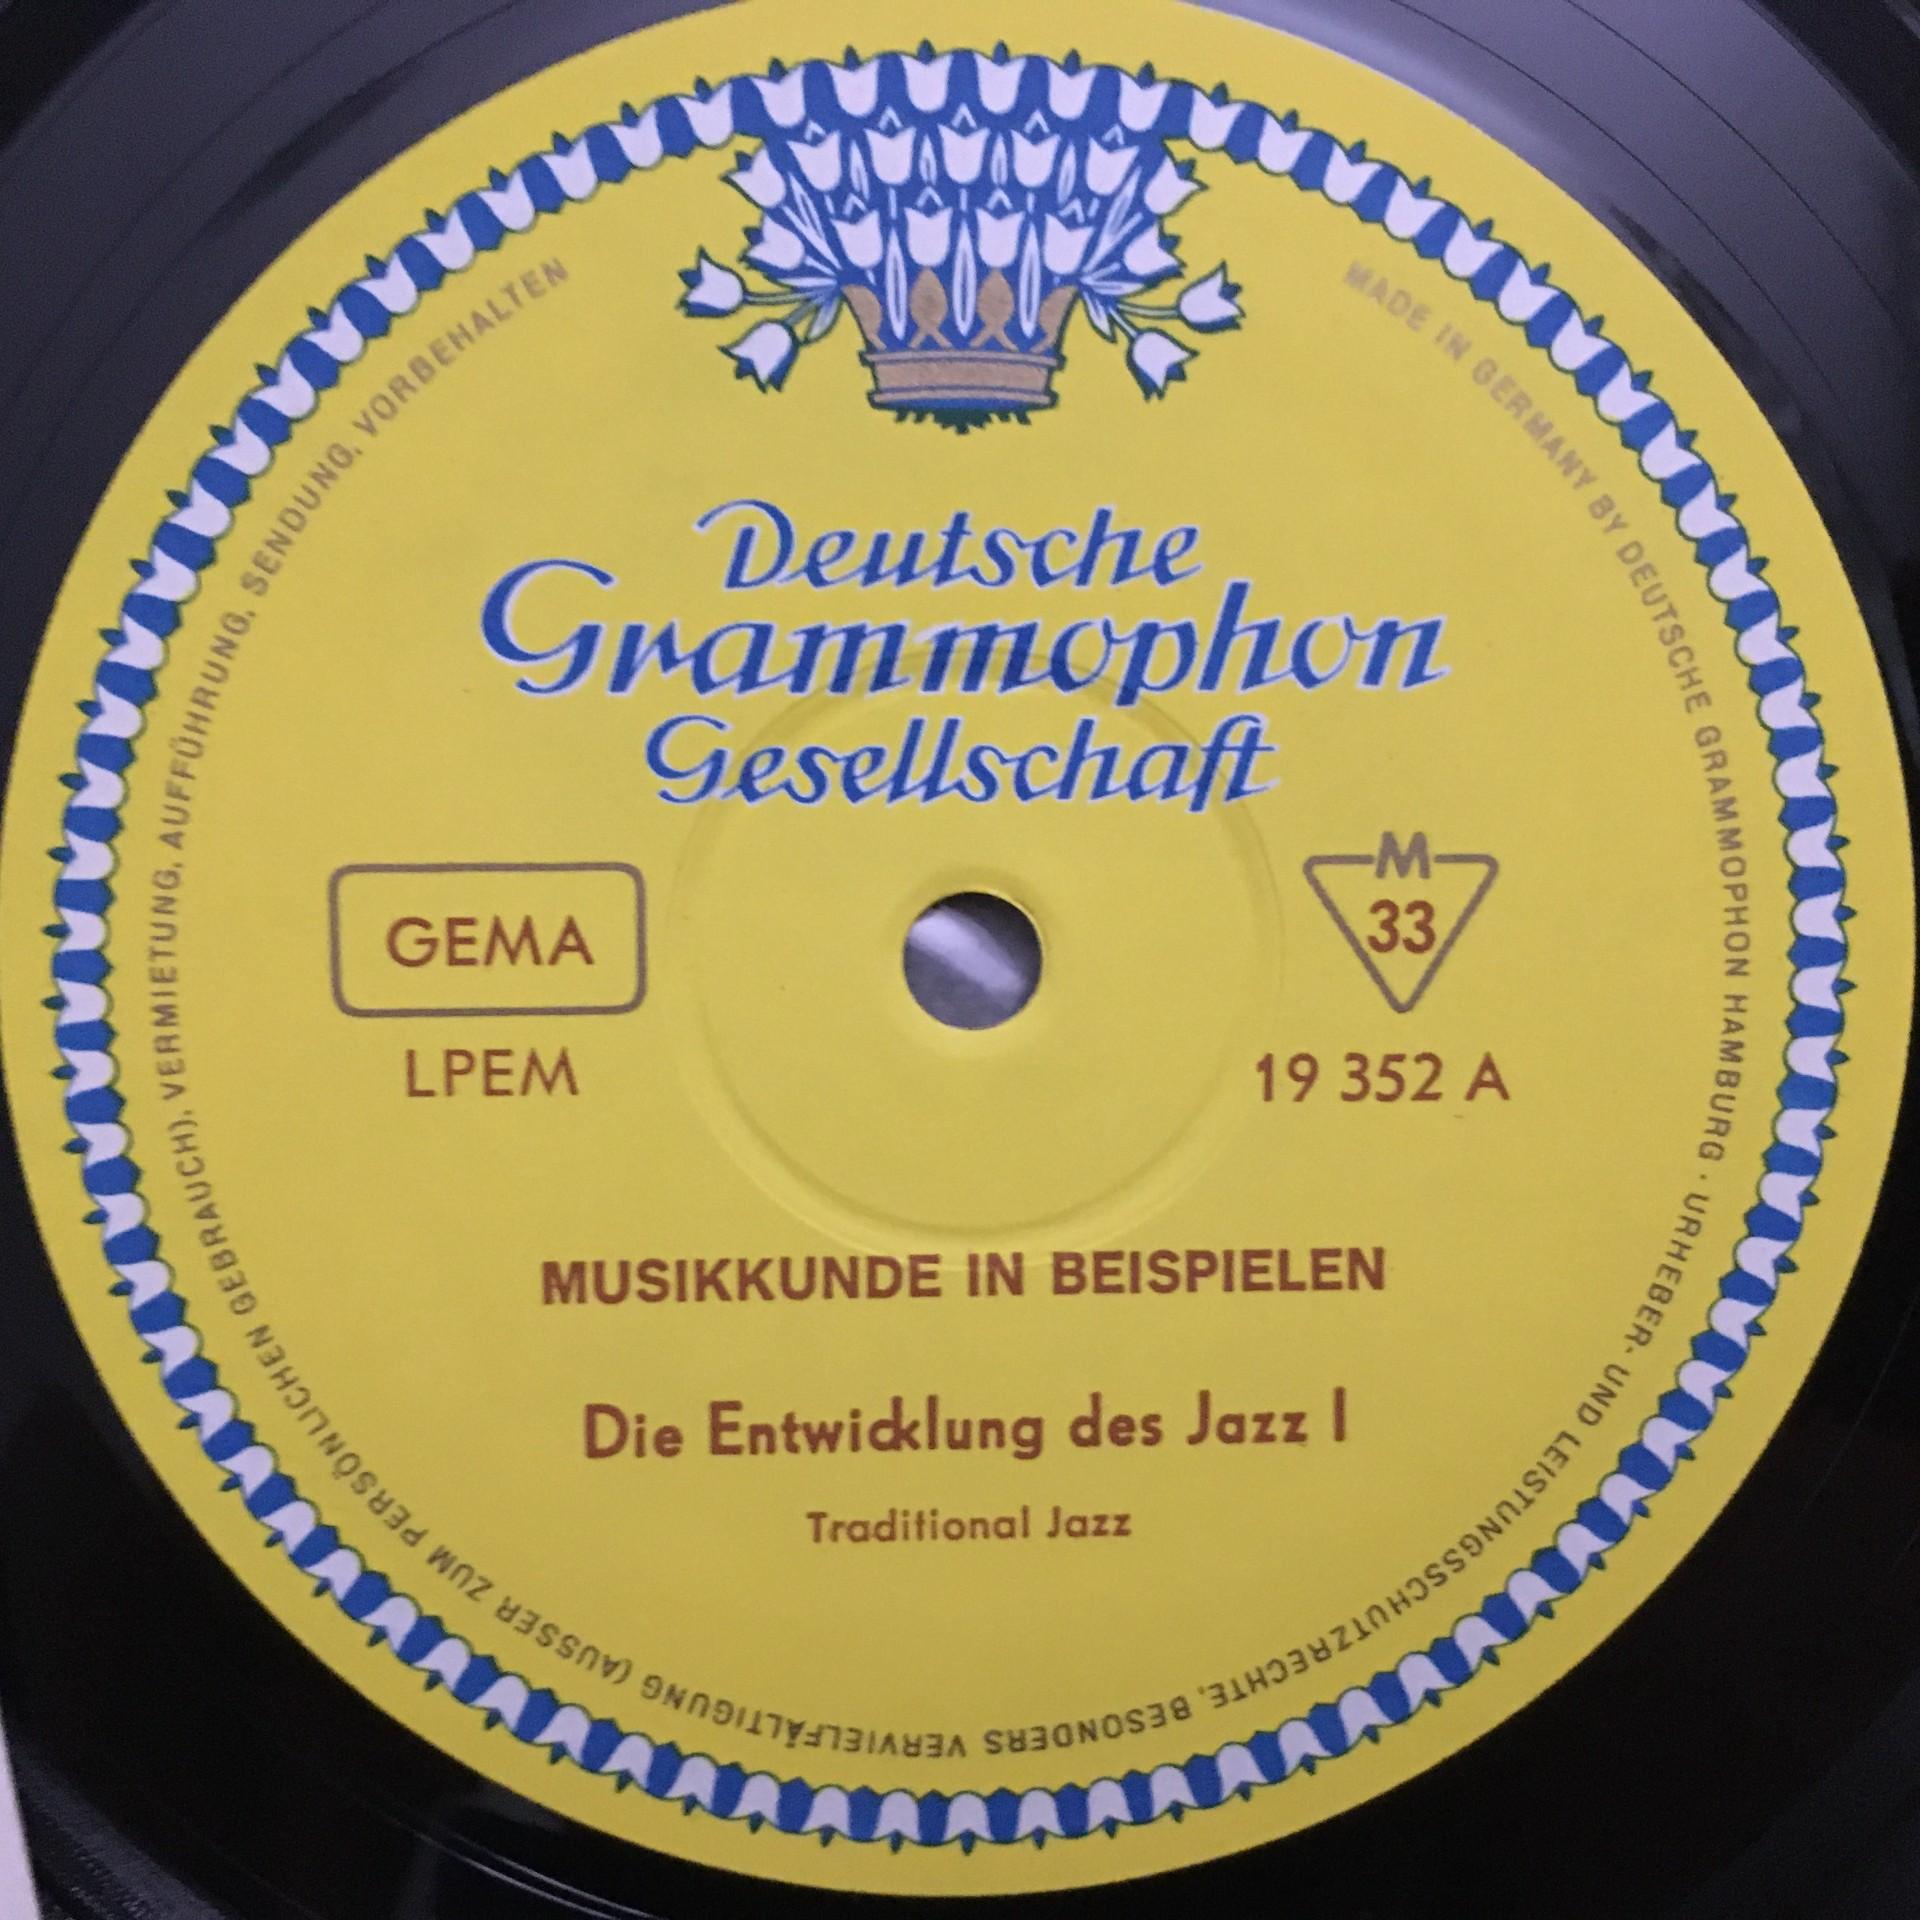 Deutsche
Grammophon
Gesellschaft
GEMA
M
33
LPEM
19 352 A
MUSIKKUNDE IN BEISPIELEN
Die Entwicklung des Jazz I
Traditional Jazz
MADE IN GERMANY BY DEUTSCHE GRAMMOPHON HAMBURG · URHEBER- UND LEISTUNGSSCHUTZRECHTE, BESONDERS VERVIELFÄLTIGUNG (AUSSER ZUM PERSÖNLICHEN GEBRAUCH), VERMIETUNG, AUFFÜHRUNG, SENDUNG, VORBEHALTEN